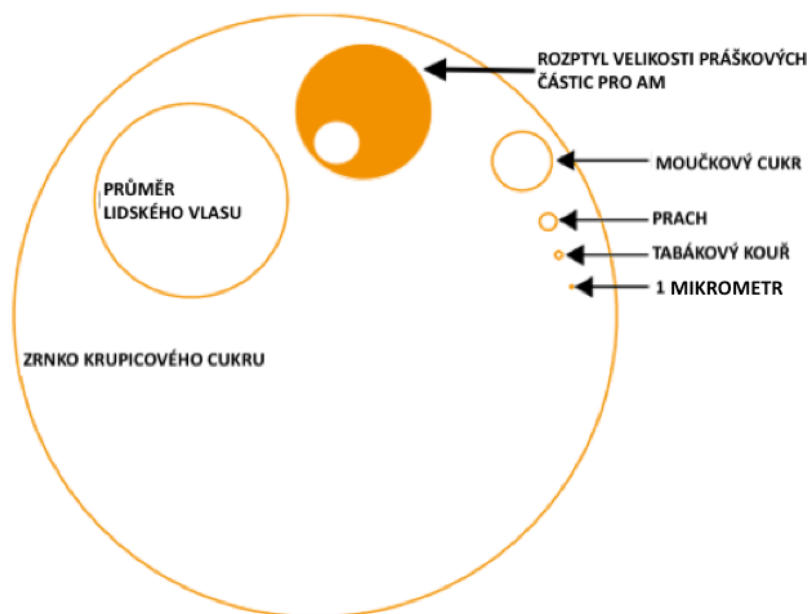 ROZPTYL VELIKOSTI PRÁŠKOVÝCH
ČÁSTIC PRO AM
MOUČKOVÝ CUKR
PRŮMĚR
LIDSKÉHO VLASU
PRACH
TABÁKOVÝ KOUŘ
1 MIKROMETR
ZRNKO KRUPICOVÉHO CUKRU